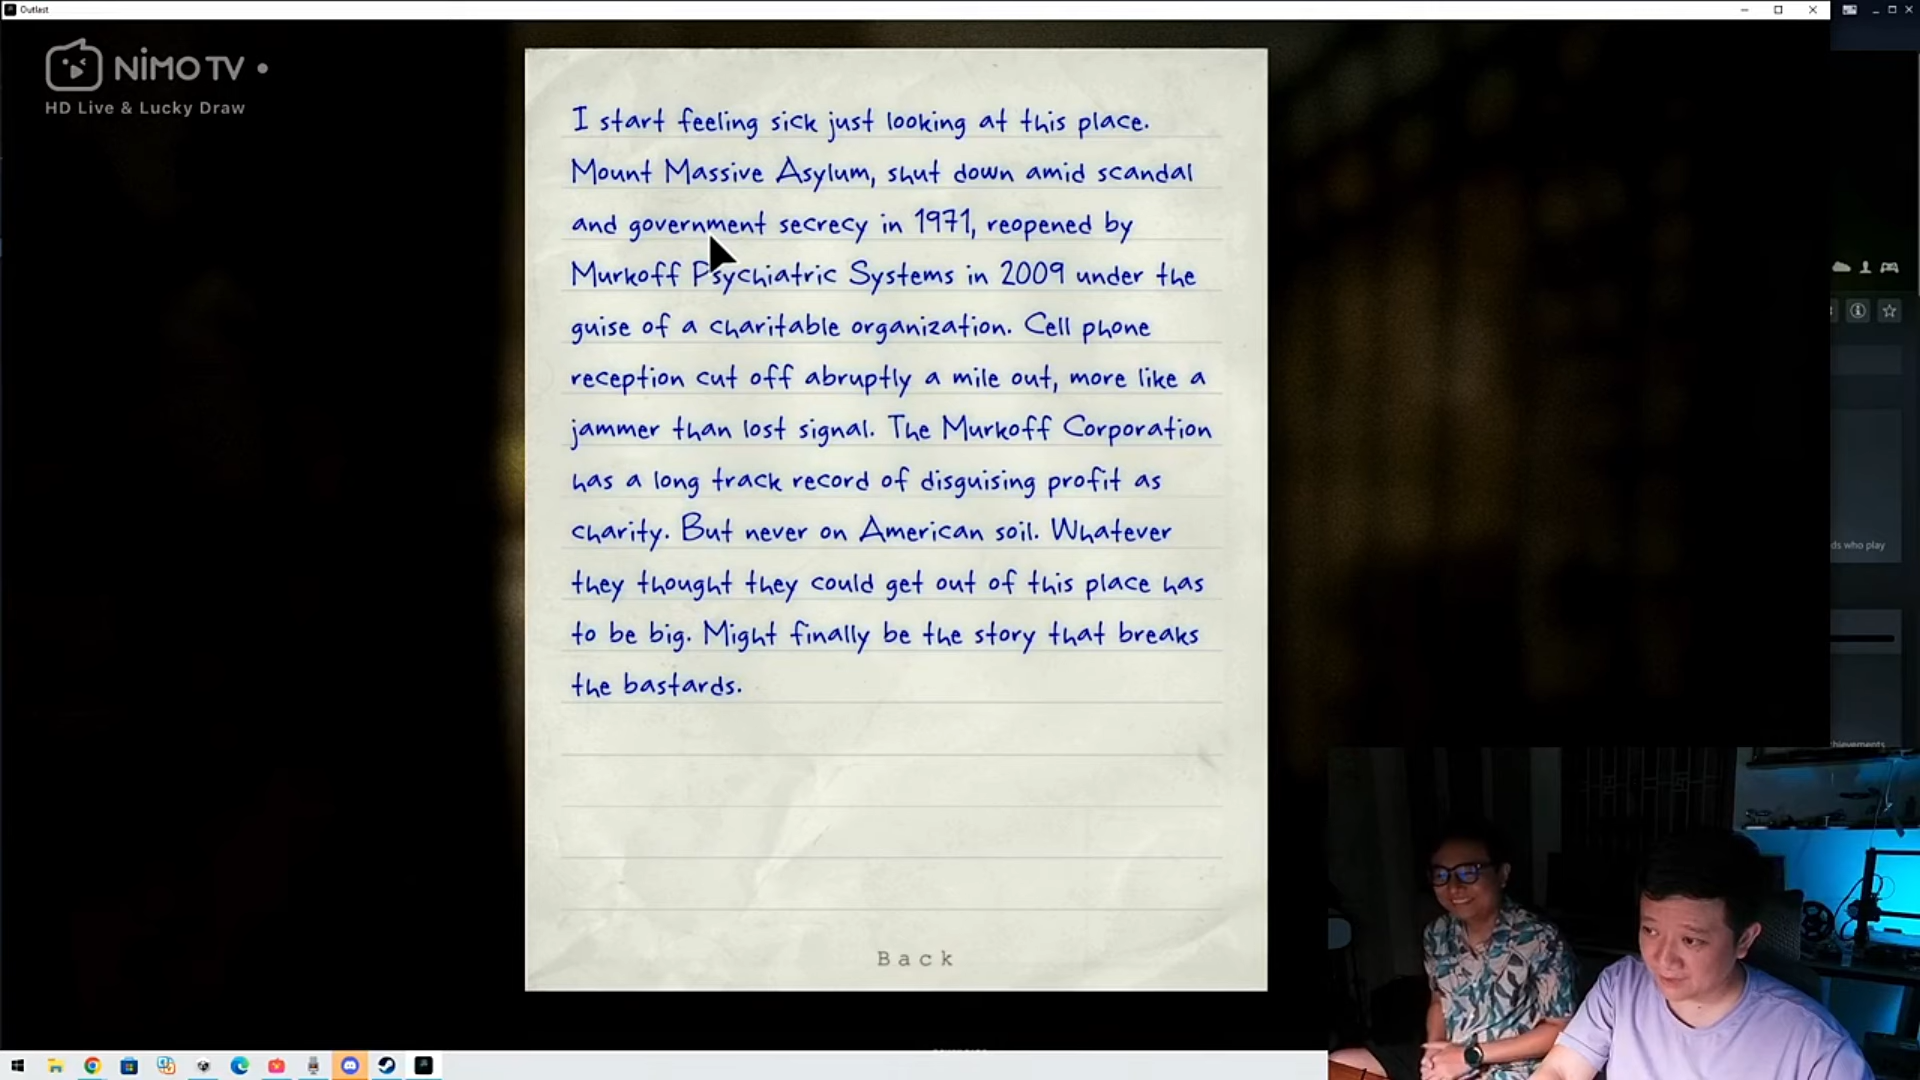 Outlast
NIMO TV
HD Live & Lucky Draw
I start feeling sick just looking at this place.
Mount Massive Asylum, shut down amid scandal
and government secrecy in 1971, reopened by
Murkoff Psychiatric Systems in 2009 under the
guise of a charitable organization. Cell phone
reception cut off abruptly a mile out, more like a
jammer than lost signal. The Murkoff Corporation
has a long track record of disguising profit as
charity. But never on American soil. Whatever
they thought they could get out of this place has
to be big. Might finally be the story that breaks
the bastards.
Back
ds who play